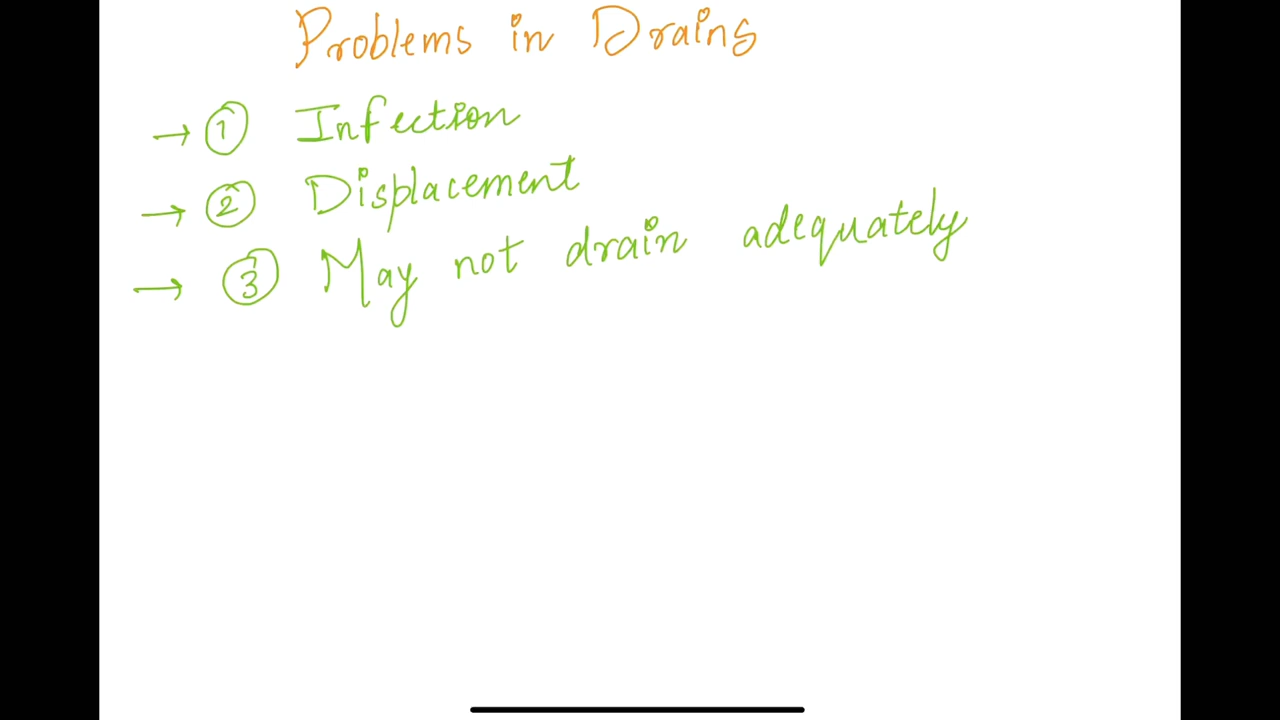 Problems in Drains
→ ① Infection
→ ② Displacement
→ ③ May not drain adequately